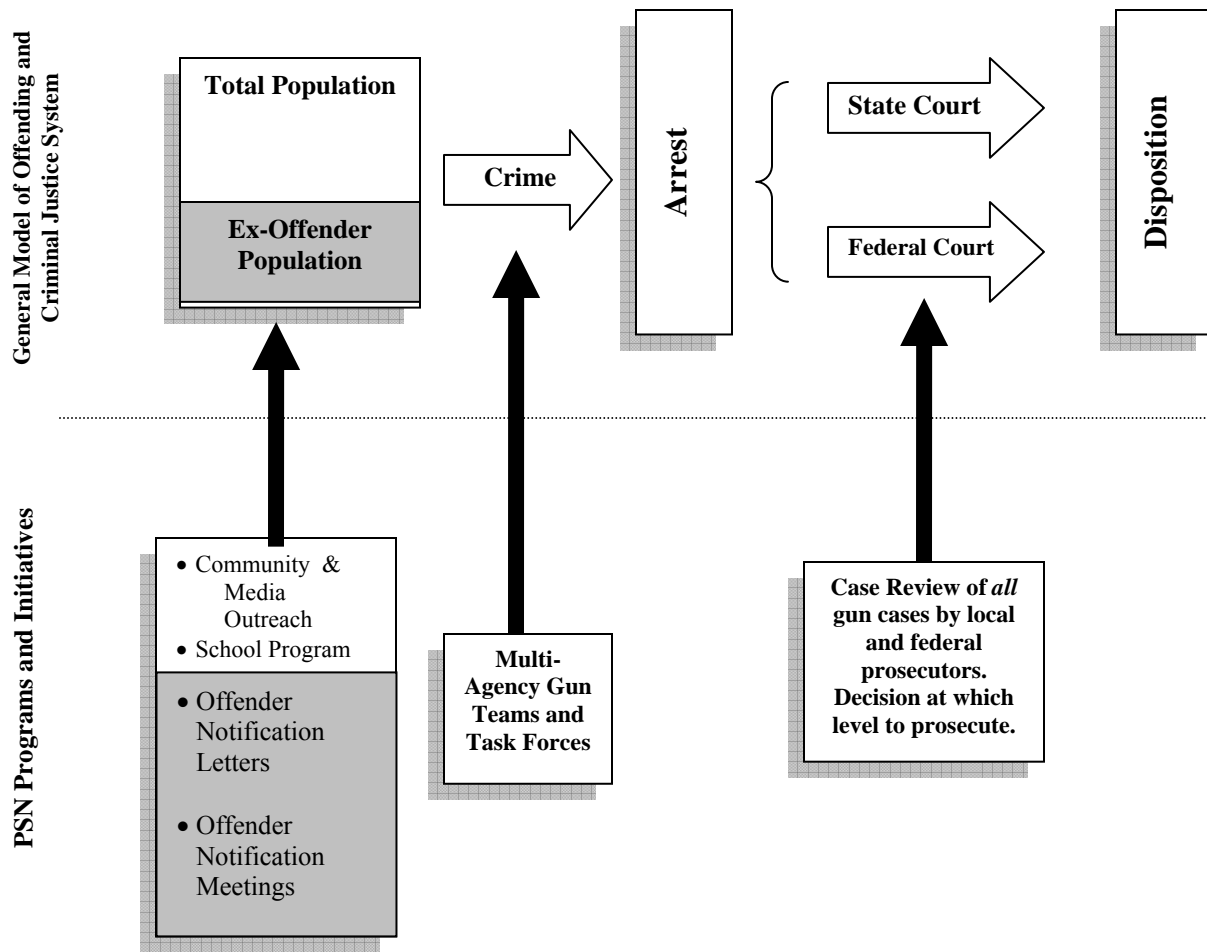 General Model of Offending and
Criminal Justice System
Total Population
Ex-Offender
Population
Crime
Arrest
State Court
Federal Court
Disposition
PSN Programs and Initiatives
• Community &
Media
Outreach
• School Program
• Offender
Notification
Letters
• Offender
Notification
Meetings
Multi-
Agency Gun
Teams and
Task Forces
Case Review of all
gun cases by local
and federal
prosecutors.
Decision at which
level to prosecute.